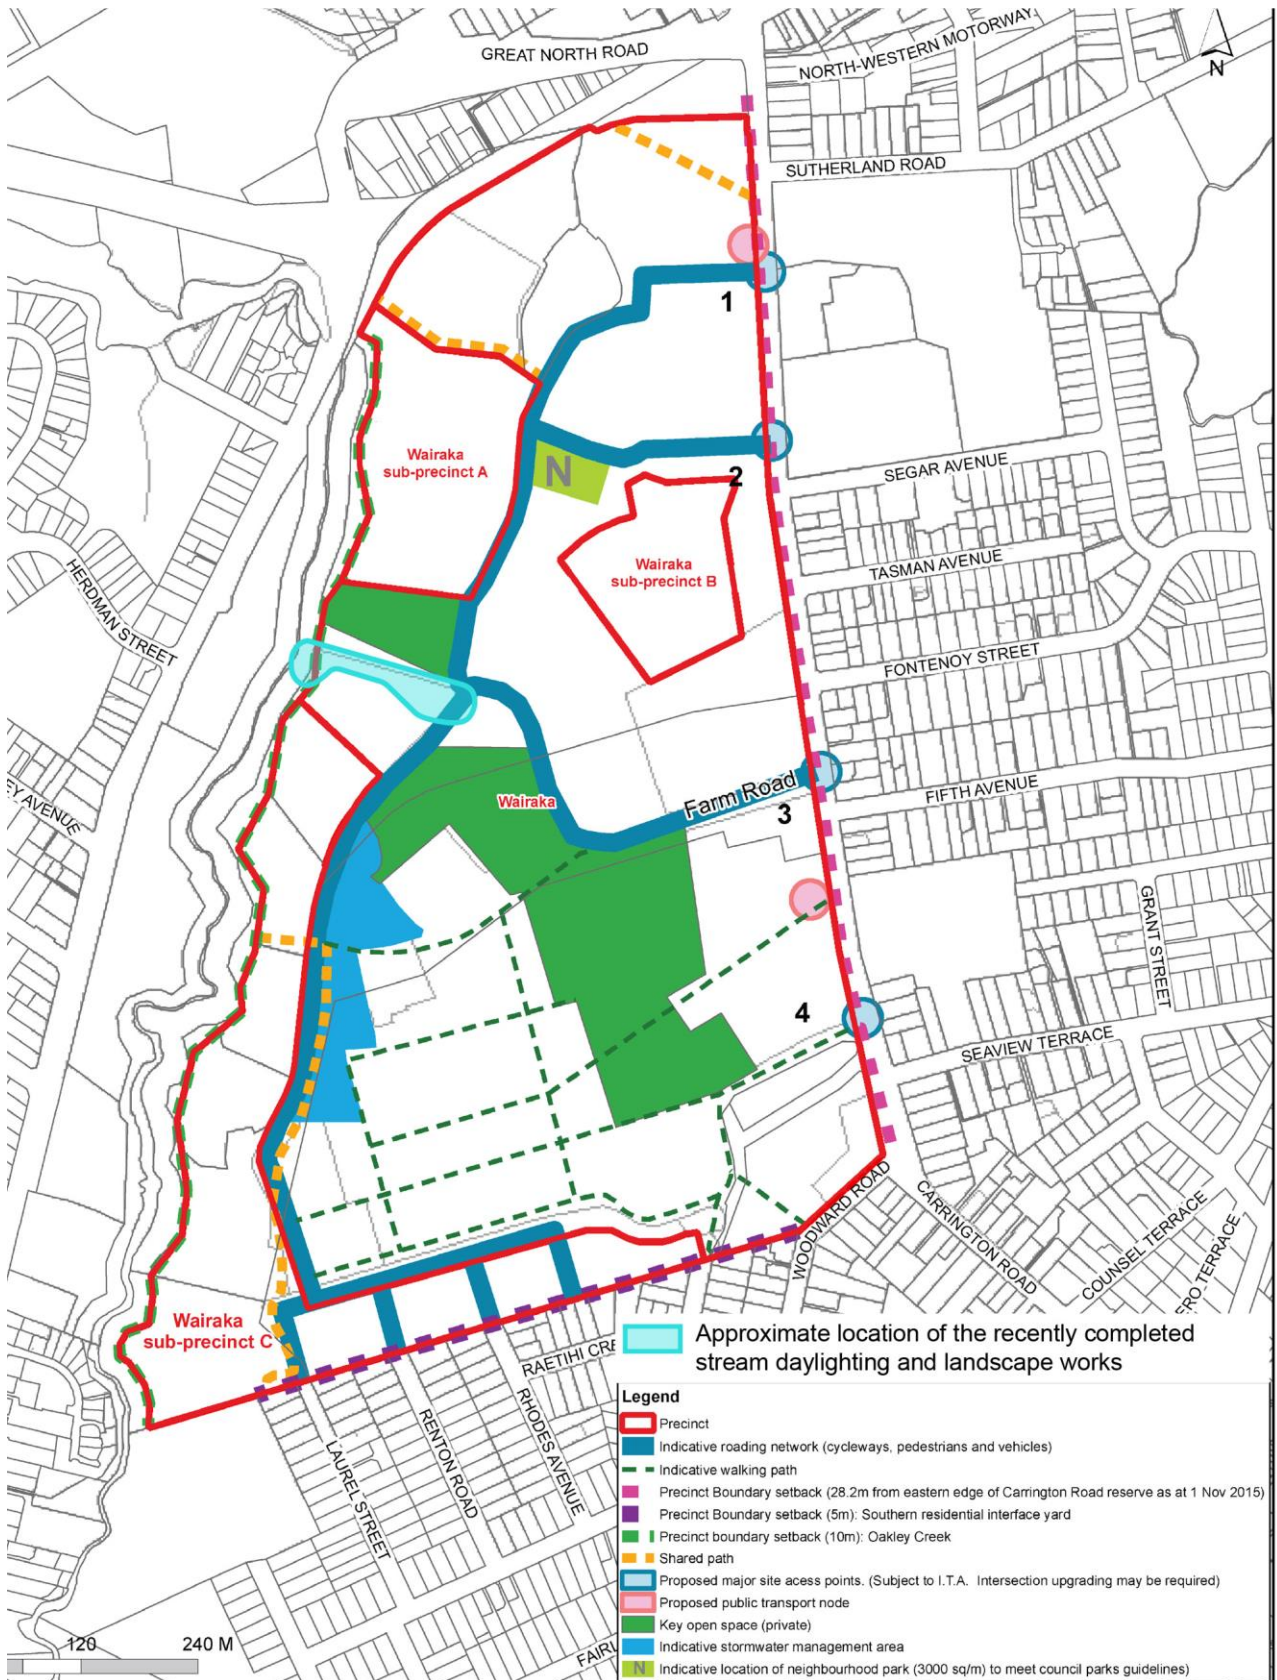 GREAT NORTH ROAD
NORTH-WESTERN MOTORWAY
N
SUTHERLAND ROAD
1
Wairaka
sub-precinct A
N
2
SEGAR AVENUE
Wairaka
sub-precinct B
TASMAN AVENUE
HERDMAN STREET
FONTENOY STREET
EY AVENUE
Wairaka
Farm Road
3
FIFTH AVENUE
GRANT STREET
4
SEAVIEW TERRACE
WOODWARD ROAD
CARRINGTON ROAD
COUNSEL TERRACE
ERO TERRACE
Wairaka
sub-precinct C
RAETIHI CRE
LAUREL STREET
RENTON ROAD
RHODES AVENUE
FAIRL
120 240 M
Approximate location of the recently completed
stream daylighting and landscape works
Legend
Precinct
Indicative roading network (cycleways, pedestrians and vehicles)
Indicative walking path
Precinct Boundary setback (28.2m from eastern edge of Carrington Road reserve as at 1 Nov 2015)
Precinct Boundary setback (5m): Southern residential interface yard
Precinct boundary setback (10m): Oakley Creek
Shared path
Proposed major site acess points. (Subject to I.T.A. Intersection upgrading may be required)
Proposed public transport node
Key open space (private)
Indicative stormwater management area
N Indicative location of neighbourhood park (3000 sq/m) to meet council parks guidelines)